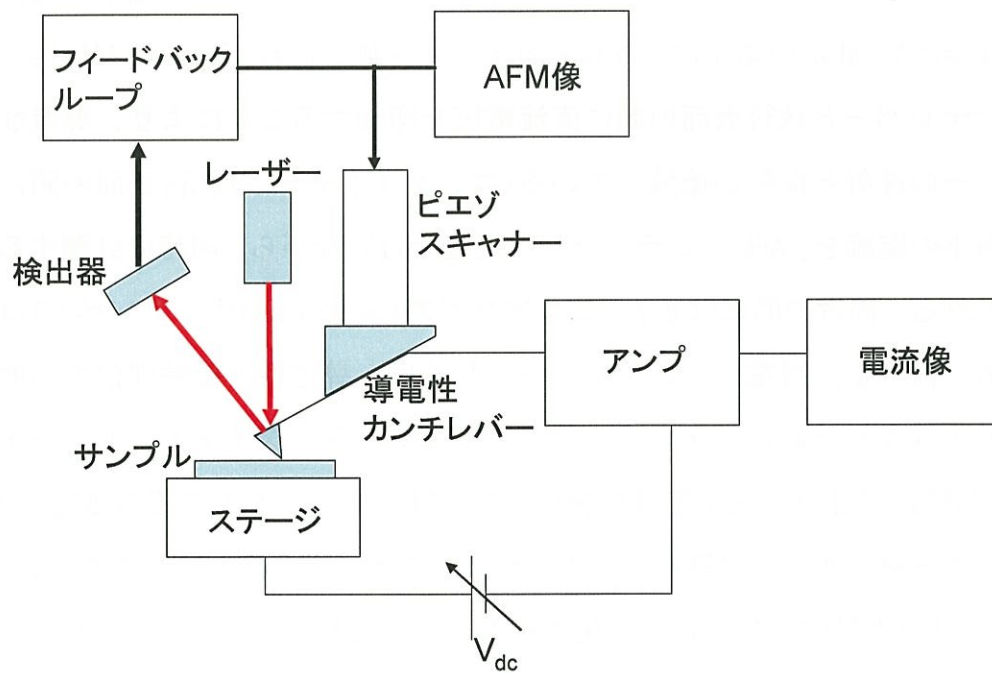 フィードバック
ループ
AFM像
レーザー
ピエゾ
スキャナー
検出器
アンプ
電流像
導電性
カンチレバー
サンプル
ステージ
Vdc